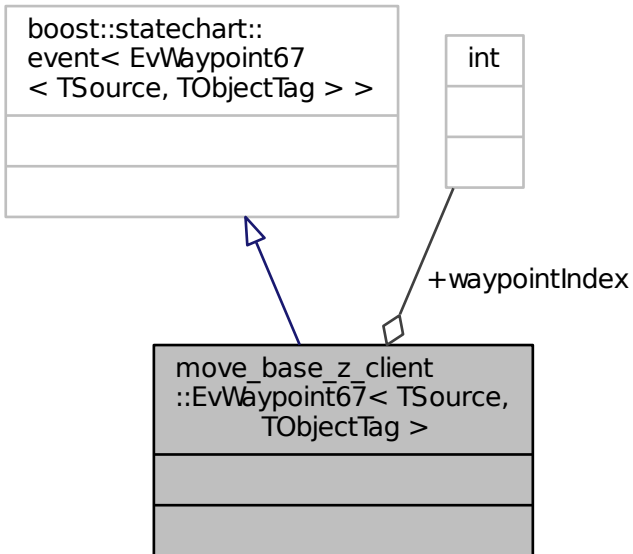 boost::statechart::
event< EvWaypoint67
< TSource, TObjectTag > >
int
+waypointIndex
move_base_z_client
::EvWaypoint67< TSource,
TObjectTag >